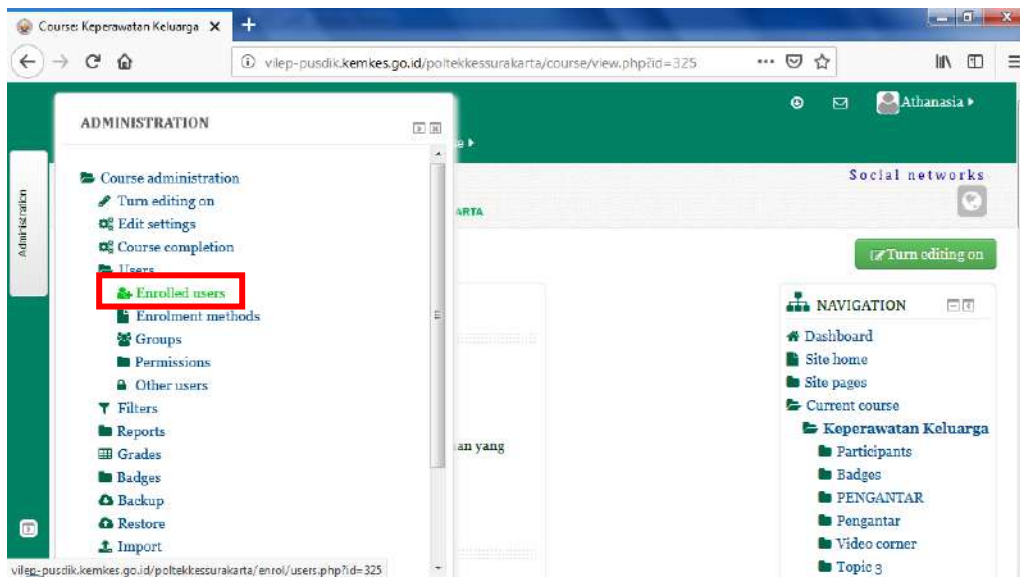 Course: Keperawatan Keluarga
vilep-pusdik.kemkes.go.id/poltekkessurakarta/course/view.php?id=325
Athanasia
ADMINISTRATION
Administration
Course administration
Turn editing on
Edit settings
Course completion
Users
Enrolled users
Enrolment methods
Groups
Permissions
Other users
Filters
Reports
Grades
Badges
Backup
Restore
Import
ARTA
an yang
Social networks
Turn editing on
NAVIGATION
Dashboard
Site home
Site pages
Current course
Keperawatan Keluarga
Participants
Badges
PENGANTAR
Pengantar
Video corner
Topic 3
vilep-pusdik.kemkes.go.id/poltekkessurakarta/enrol/users.php?id=325